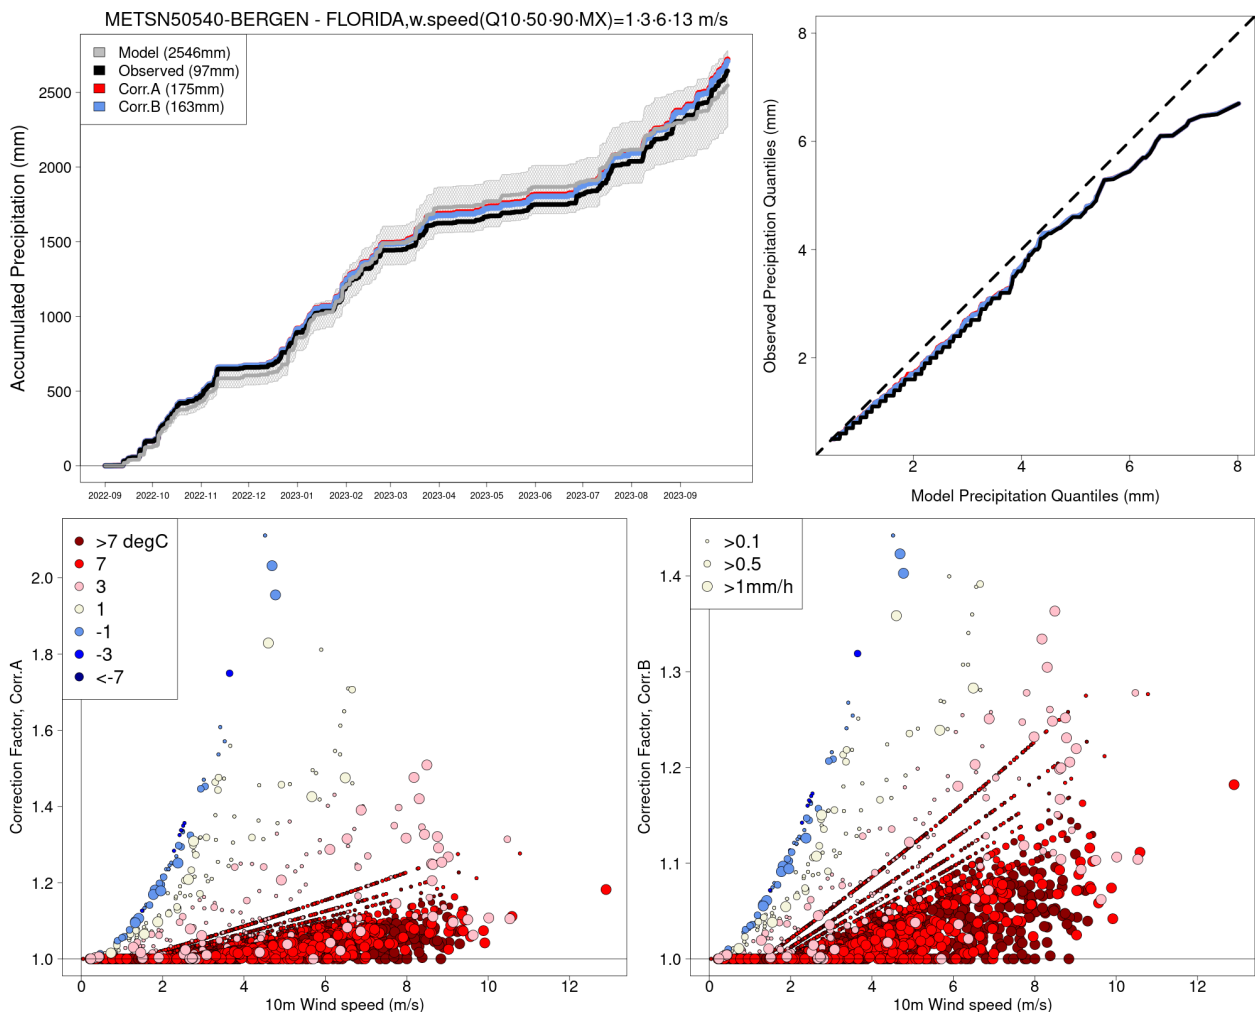 METSN50540-BERGEN - FLORIDA,w.speed(Q10·50·90·MX)=1·3·6·13 m/s
Model (2546mm)
Observed (97mm)
Corr.A (175mm)
Corr.B (163mm)
Accumulated Precipitation (mm)
2500
2000
1500
1000
500
0
2022-09 2022-10 2022-11 2022-12 2023-01 2023-02 2023-03 2023-04 2023-05 2023-06 2023-07 2023-08 2023-09
Observed Precipitation Quantiles (mm)
8
6
4
2
2 4 6 8
Model Precipitation Quantiles (mm)
>7 degC
7
3
1
-1
-3
<-7
Correction Factor, Corr.A
2.0
1.8
1.6
1.4
1.2
1.0
0 2 4 6 8 10 12
10m Wind speed (m/s)
>0.1
>0.5
>1mm/h
Correction Factor, Corr.B
1.4
1.3
1.2
1.1
1.0
0 2 4 6 8 10 12
10m Wind speed (m/s)